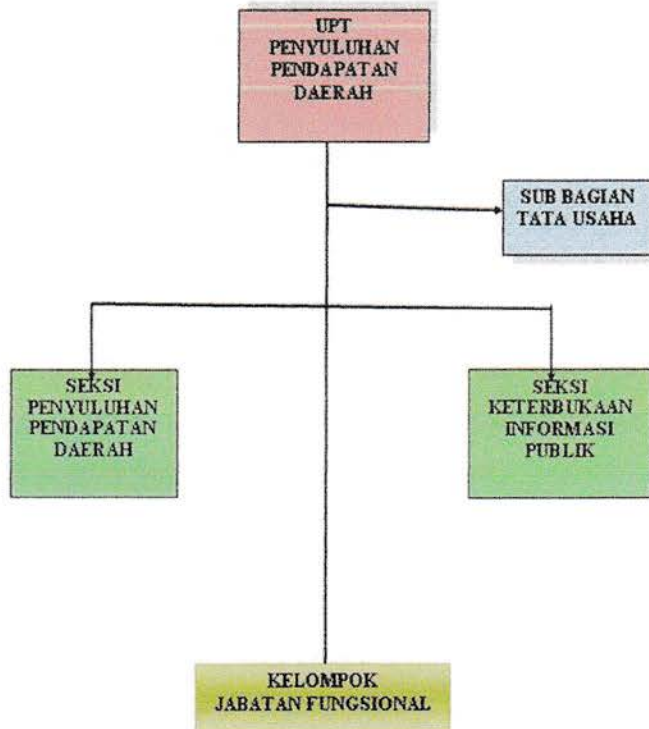 UPT
PENYULUHAN
PENDAPATAN
DAERAH
SUB BAGIAN
TATA USAHA
SEKSI
PENYULUHAN
PENDAPATAN
DAERAH
SEKSI
KETERBUKAAN
INFORMASI
PUBLIK
KELOMPOK
JABATAN FUNGSIONAL